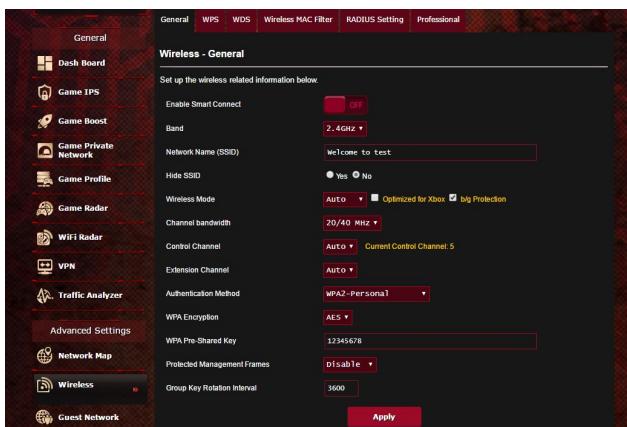 General WPS WDS Wireless MAC Filter RADIUS Setting Professional
General
Dash Board
Game IPS
Game Boost
Game Private
Network
Game Profile
Game Radar
WiFi Radar
VPN
Traffic Analyzer
Advanced Settings
Network Map
Wireless
Guest Network
Wireless - General
Set up the wireless related information below.
Enable Smart Connect OFF
Band 2.4GHz
Network Name (SSID) Welcome to test
Hide SSID Yes No
Wireless Mode Auto Optimized for Xbox b/g Protection
Channel bandwidth 20/40 MHz
Control Channel Auto Current Control Channel: 5
Extension Channel Auto
Authentication Method WPA2-Personal
WPA Encryption AES
WPA Pre-Shared Key 12345678
Protected Management Frames Disable
Group Key Rotation Interval 3600
Apply